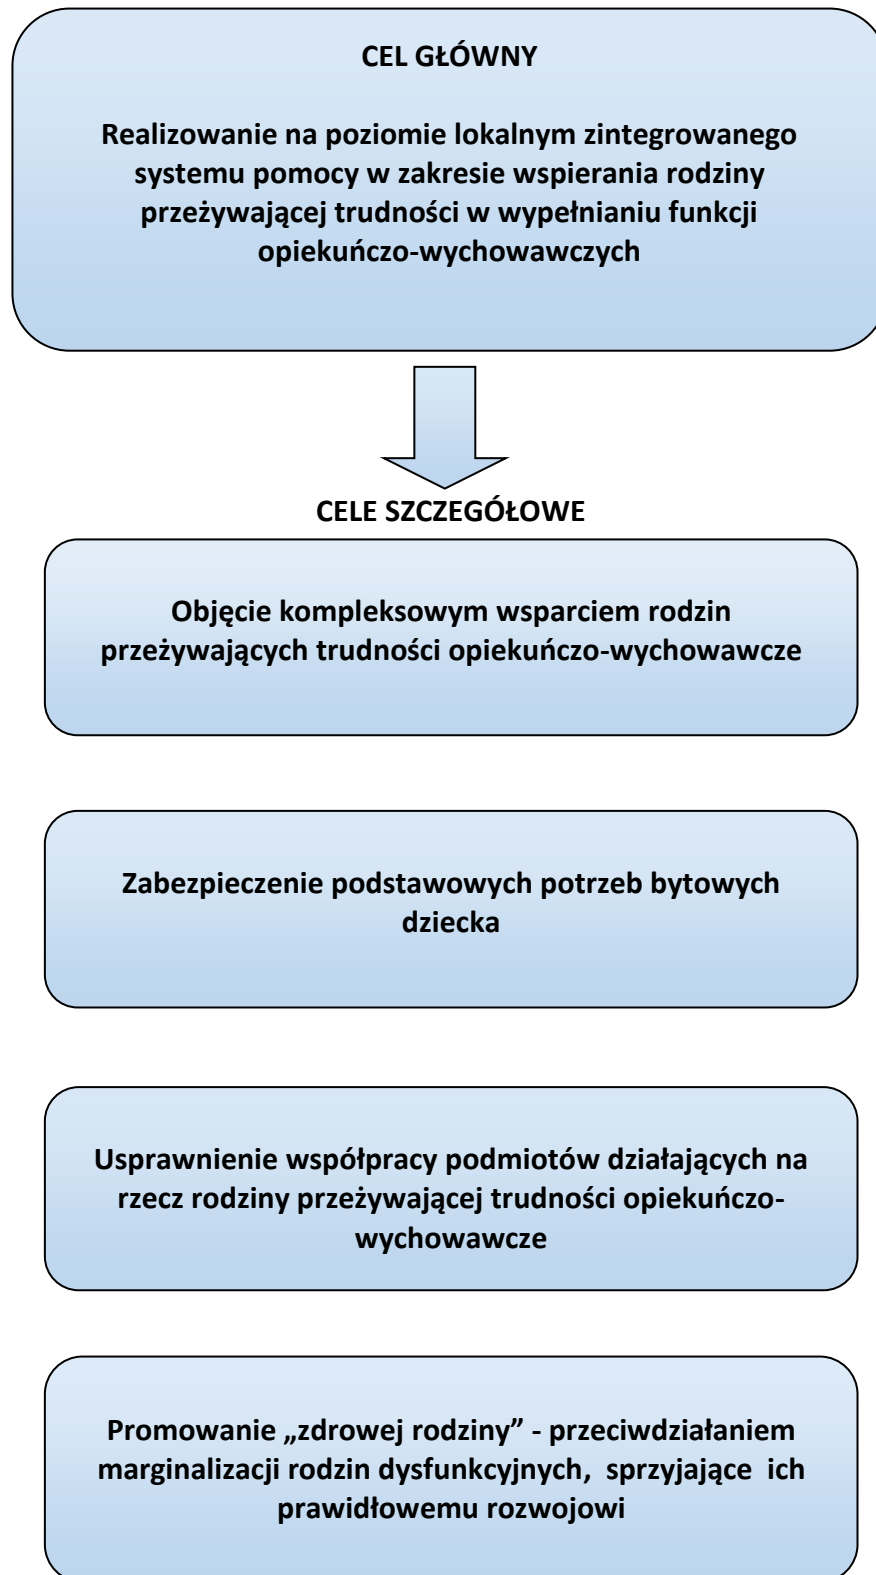 CEL GŁÓWNY
Realizowanie na poziomie lokalnym zintegrowanego
systemu pomocy w zakresie wspierania rodziny
przeżywającej trudności w wypełnianiu funkcji
opiekuńczo-wychowawczych
CELE SZCZEGÓŁOWE
Objęcie kompleksowym wsparciem rodzin
przeżywających trudności opiekuńczo-wychowawcze
Zabezpieczenie podstawowych potrzeb bytowych
dziecka
Usprawnienie współpracy podmiotów działających na
rzecz rodziny przeżywającej trudności opiekuńczo-
wychowawcze
Promowanie „zdrowej rodziny” - przeciwdziałaniem
marginalizacji rodzin dysfunkcyjnych, sprzyjające ich
prawidłowemu rozwojowi